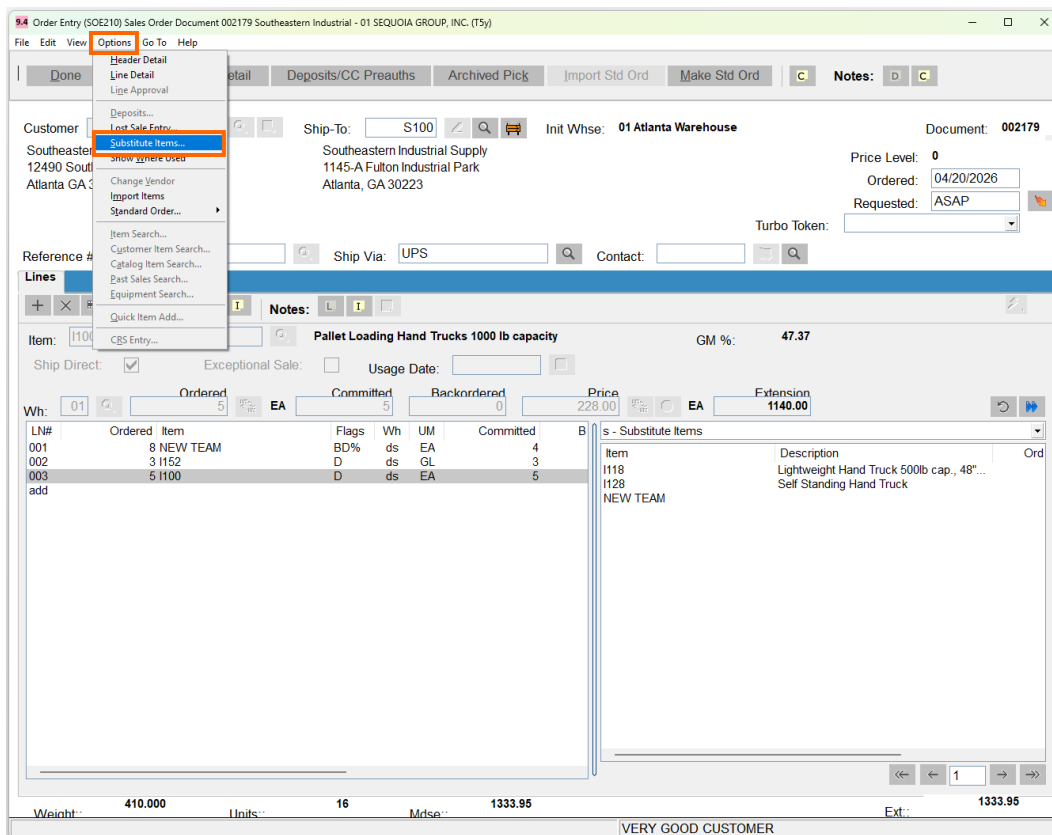 9.4 Order Entry (SOE210) Sales Order Document 002179 Southeastern Industrial - 01 SEQUOIA GROUP, INC. (T5y)
File Edit View Options Go To Help
Done etail Deposits/CC Preauths Archived Pick Import Std Ord Make Std Ord C Notes: D C
Header Detail
Line Detail
Line Approval
Deposits...
Lost Sale Entry...
Substitute Items...
Show Where Used
Change Vendor
Import Items
Standard Order...
Item Search...
Customer Item Search...
Catalog Item Search...
Past Sales Search...
Equipment Search...
Quick Item Add...
CRS Entry...
Customer Ship-To: S100 Init Whse: 01 Atlanta Warehouse Document: 002179
Southeaster Southeastern Industrial Supply
12490 Sout 1145-A Fulton Industrial Park
Atlanta GA 3 Atlanta, GA 30223
Price Level: 0
Ordered: 04/20/2026
Requested: ASAP
Turbo Token:
Reference # Ship Via: UPS Contact:
Lines
I Notes: L I
Item: I100 Pallet Loading Hand Trucks 1000 lb capacity GM %: 47.37
Ship Direct: Exceptional Sale: Usage Date:
Ordered Committed Backordered Price Extension
Wh: 01 5 EA 5 0 228.00 EA 1140.00
LN# Ordered Item Flags Wh UM Committed B
001 8 NEW TEAM BD% ds EA 4
002 3 I152 D ds GL 3
003 5 I100 D ds EA 5
add
s - Substitute Items
Item Description Ord
I118 Lightweight Hand Truck 500lb cap., 48"...
I128 Self Standing Hand Truck
NEW TEAM
1
Weight:: 410.000 Units:: 16 Mdse:: 1333.95 Ext:: 1333.95
VERY GOOD CUSTOMER